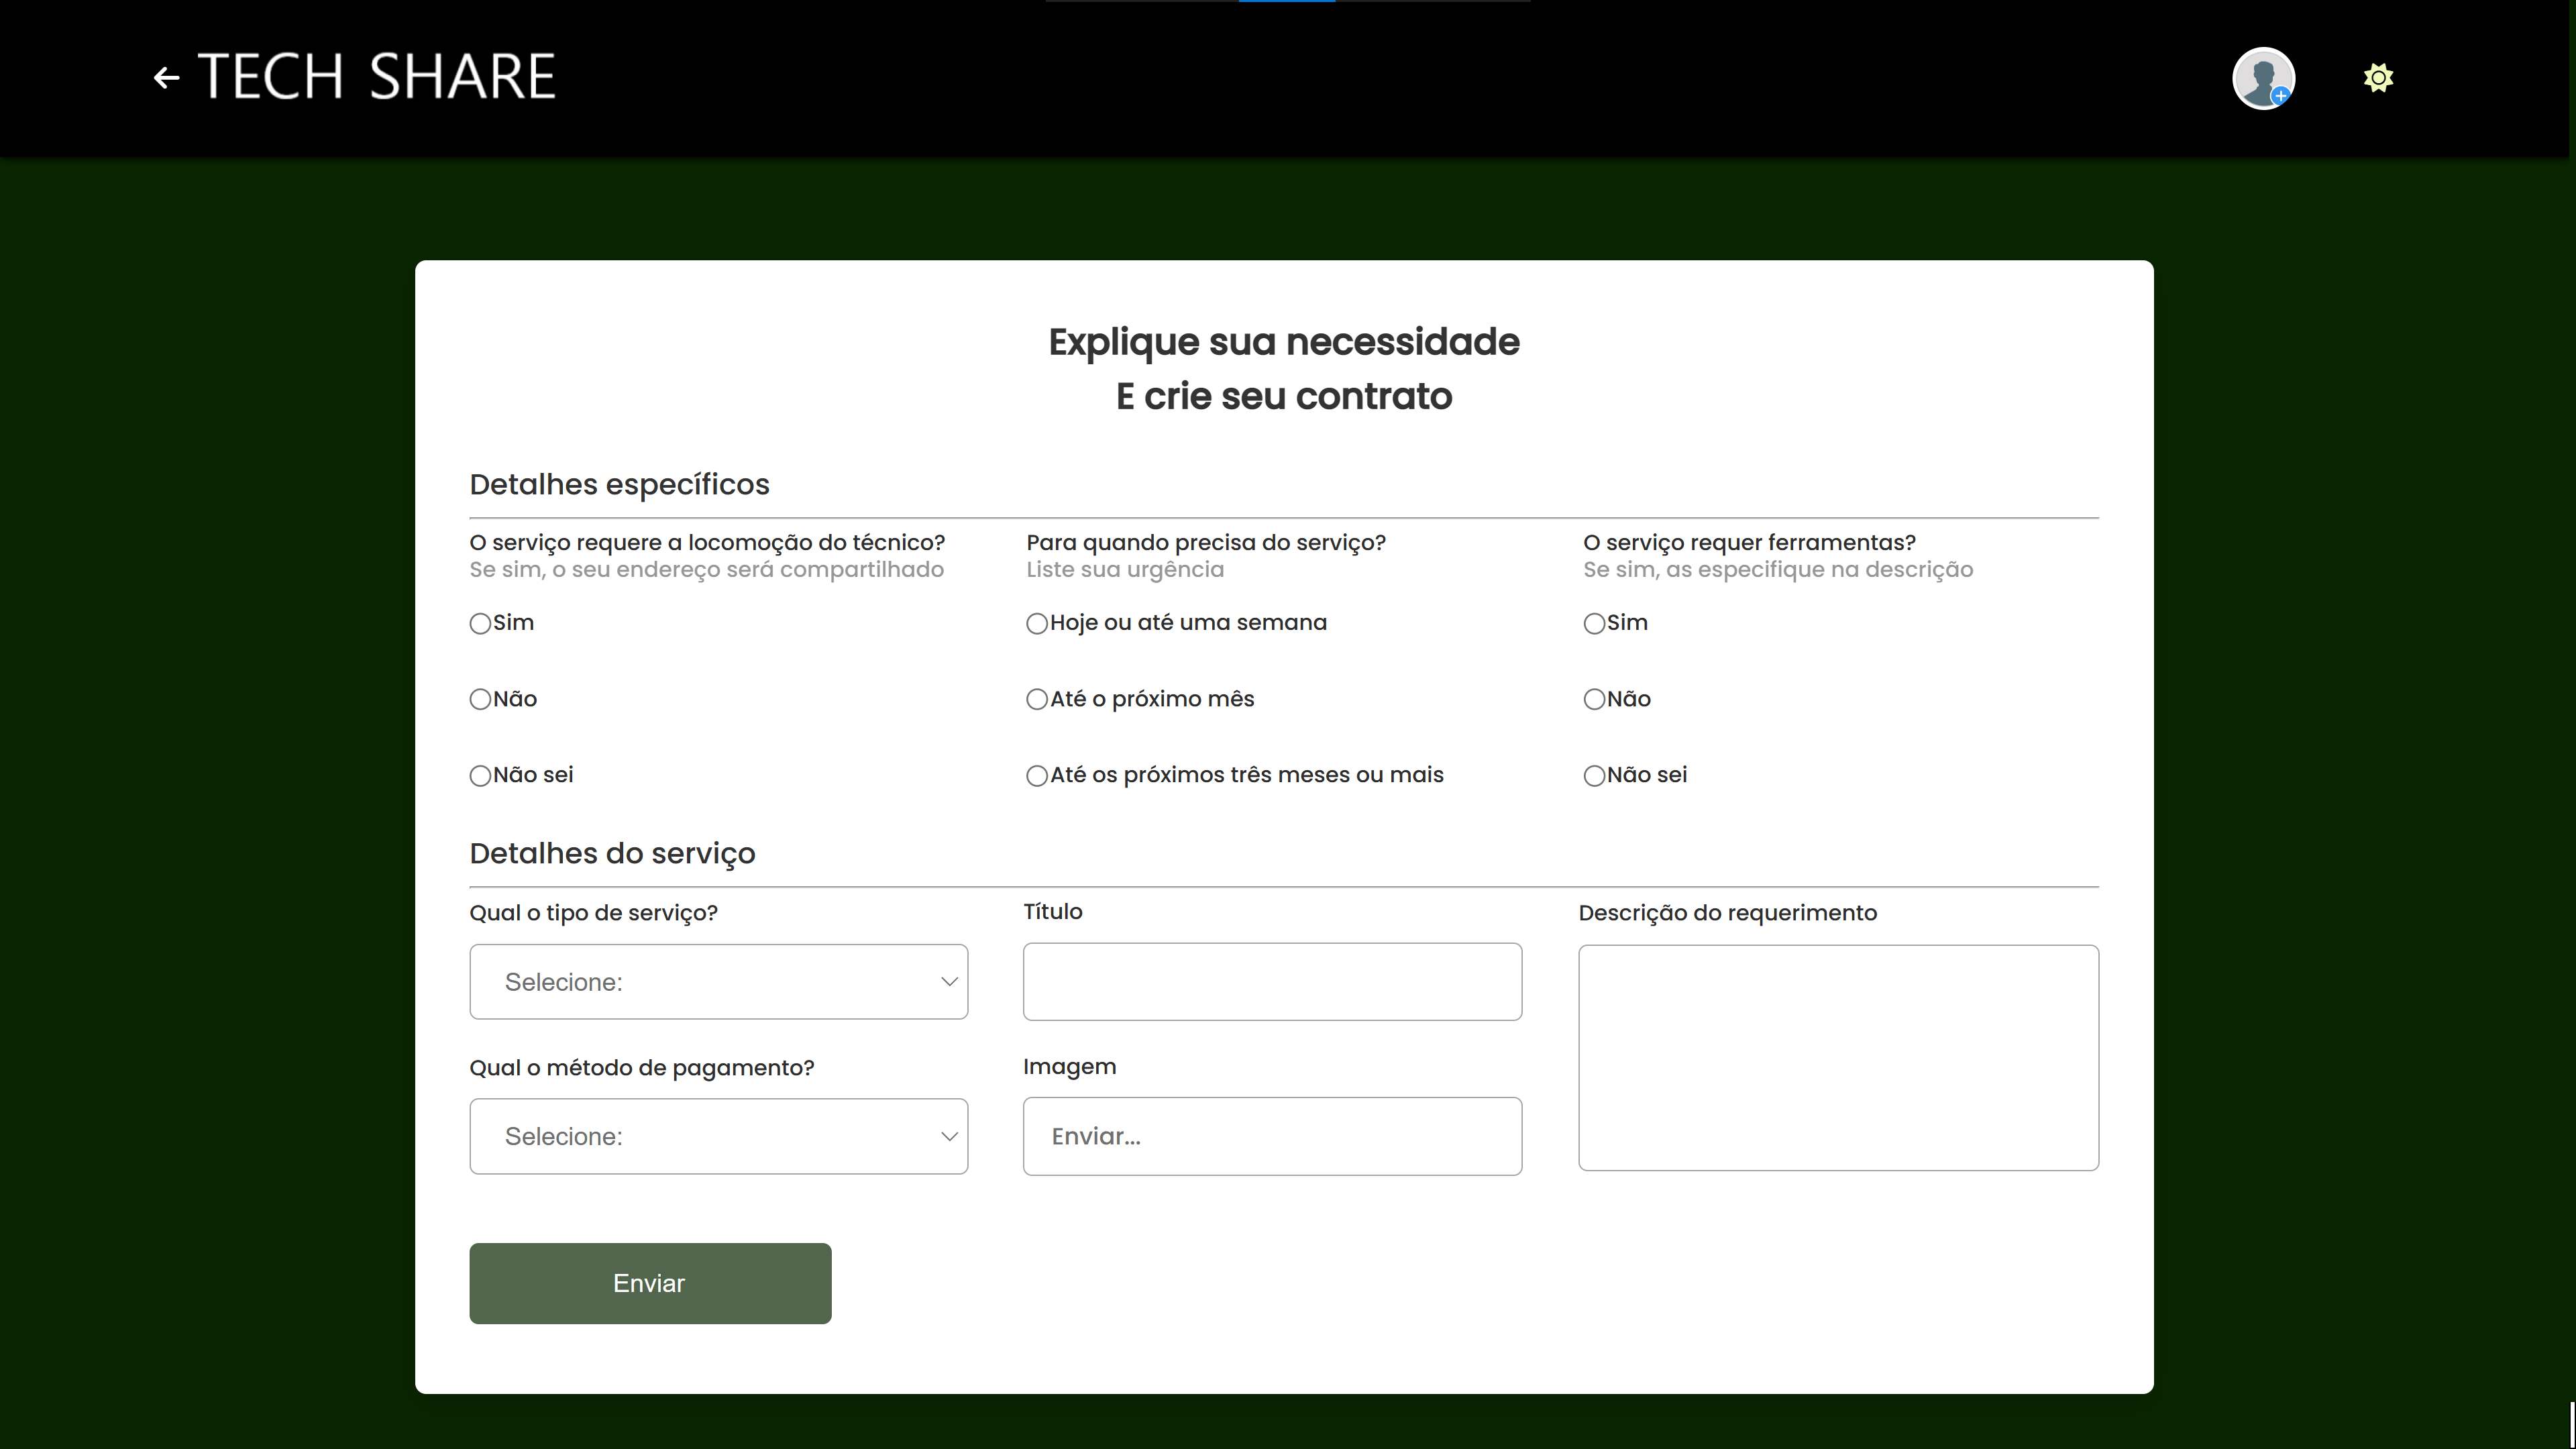 TECH SHARE
Explique sua necessidade
E crie seu contrato
Detalhes específicos
O serviço requere a locomoção do técnico?
Se sim, o seu endereço será compartilhado
Sim
Não
Não sei
Para quando precisa do serviço?
Liste sua urgência
Hoje ou até uma semana
Até o próximo mês
Até os próximos três meses ou mais
O serviço requer ferramentas?
Se sim, as especifique na descrição
Sim
Não
Não sei
Detalhes do serviço
Qual o tipo de serviço?
Selecione:
Qual o método de pagamento?
Selecione:
Título
Imagem
Enviar...
Descrição do requerimento
Enviar